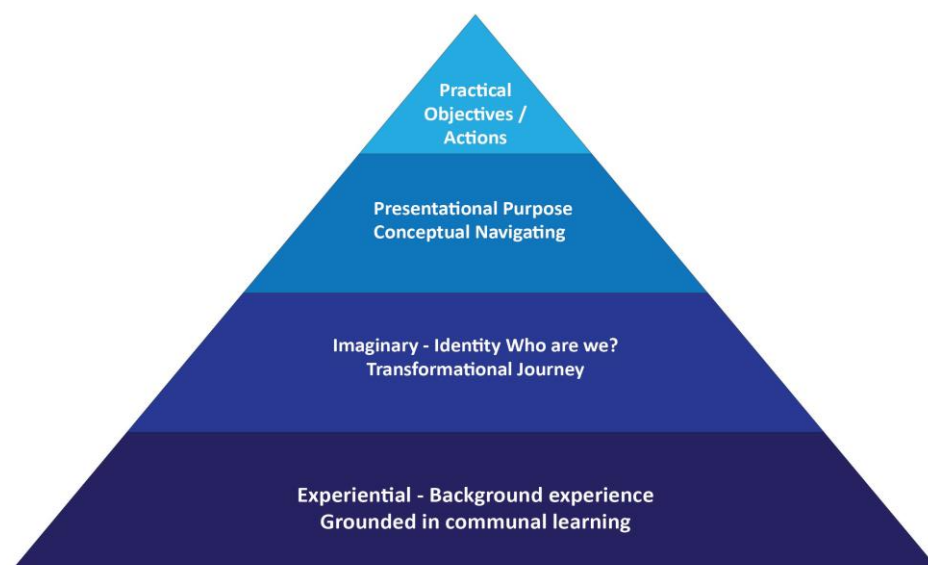 Practical
Objectives /
Actions
Presentational Purpose
Conceptual Navigating
Imaginary - Identity Who are we?
Transformational Journey
Experiential - Background experience
Grounded in communal learning